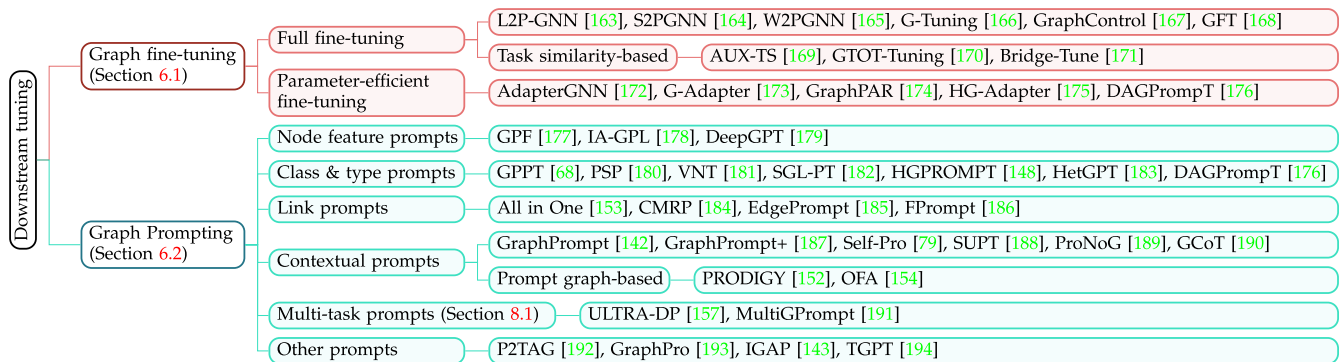 Downstream tuning
Graph fine-tuning
(Section 6.1)
Full fine-tuning
L2P-GNN [163], S2PGNN [164], W2PGNN [165], G-Tuning [166], GraphControl [167], GFT [168]
Task similarity-based
AUX-TS [169], GTOT-Tuning [170], Bridge-Tune [171]
Parameter-efficient
fine-tuning
AdapterGNN [172], G-Adapter [173], GraphPAR [174], HG-Adapter [175], DAGPrompT [176]
Graph Prompting
(Section 6.2)
Node feature prompts
GPF [177], IA-GPL [178], DeepGPT [179]
Class & type prompts
GPPT [68], PSP [180], VNT [181], SGL-PT [182], HGPROMPT [148], HetGPT [183], DAGPrompT [176]
Link prompts
All in One [153], CMRP [184], EdgePrompt [185], FPrompt [186]
Contextual prompts
GraphPrompt [142], GraphPrompt+ [187], Self-Pro [79], SUPT [188], ProNoG [189], GCoT [190]
Prompt graph-based
PRODIGY [152], OFA [154]
Multi-task prompts (Section 8.1)
ULTRA-DP [157], MultiGPrompt [191]
Other prompts
P2TAG [192], GraphPro [193], IGAP [143], TGPT [194]